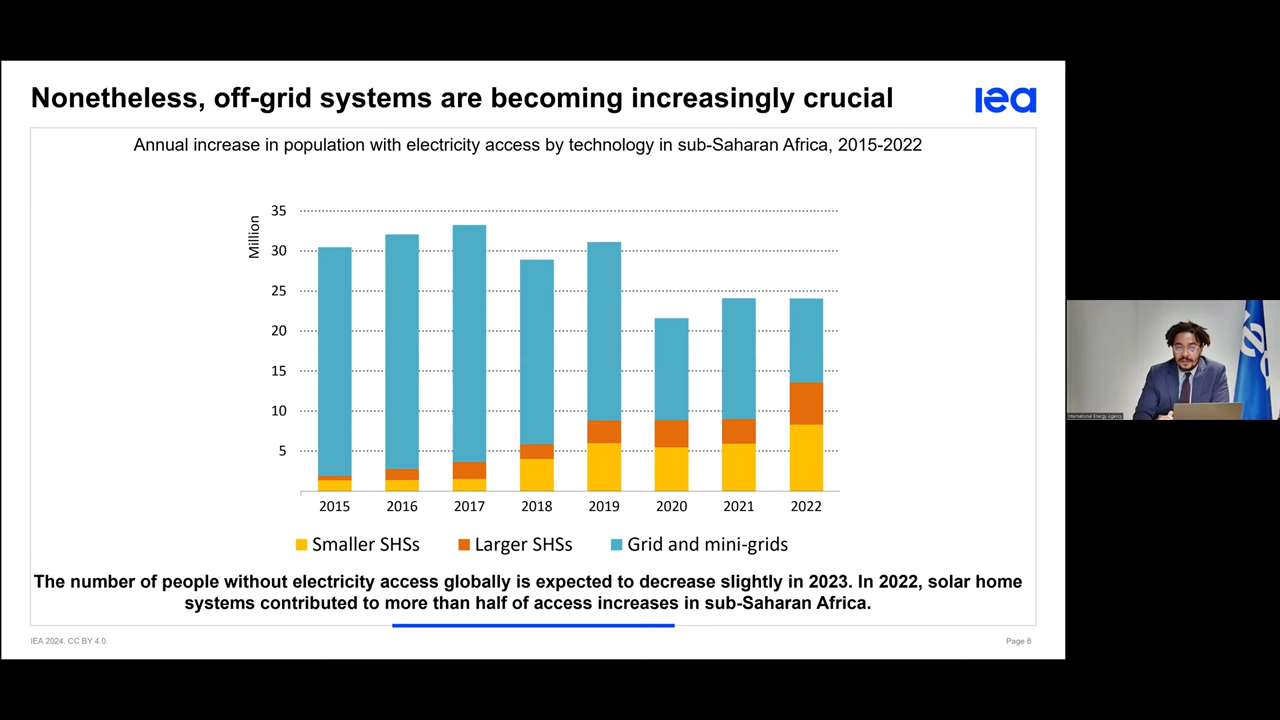 Nonetheless, off-grid systems are becoming increasingly crucial
iea
Annual increase in population with electricity access by technology in sub-Saharan Africa, 2015-2022
Million
35
30
25
20
15
10
5
2015 2016 2017 2018 2019 2020 2021 2022
Smaller SHSs Larger SHSs Grid and mini-grids
The number of people without electricity access globally is expected to decrease slightly in 2023. In 2022, solar home
systems contributed to more than half of access increases in sub-Saharan Africa.
IEA 2024. CC BY 4.0.
Page 8
International Energy Agency